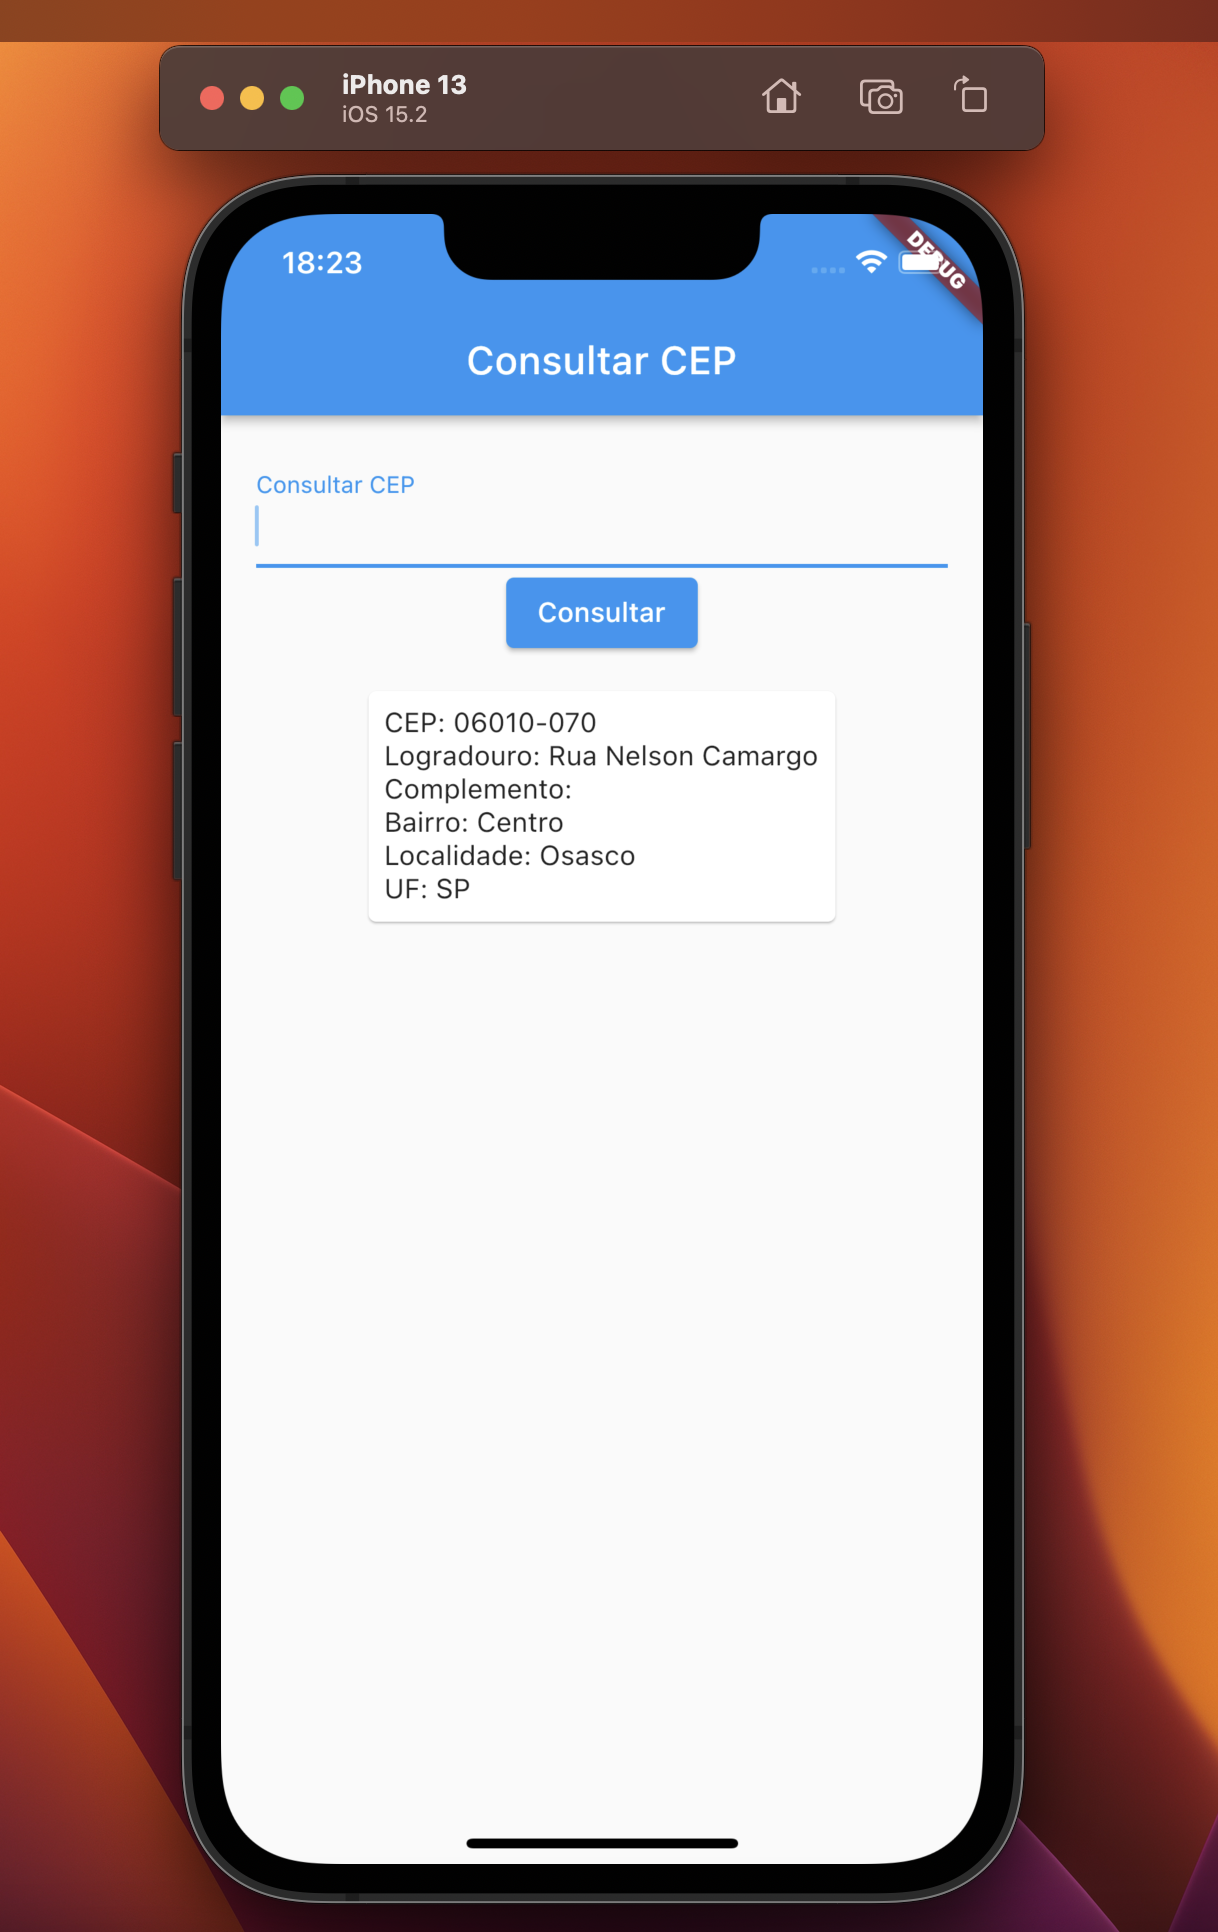 iPhone 13
iOS 15.2
18:23
DEBUG
Consultar CEP
Consultar CEP
Consultar
CEP: 06010-070
Logradouro: Rua Nelson Camargo
Complemento:
Bairro: Centro
Localidade: Osasco
UF: SP